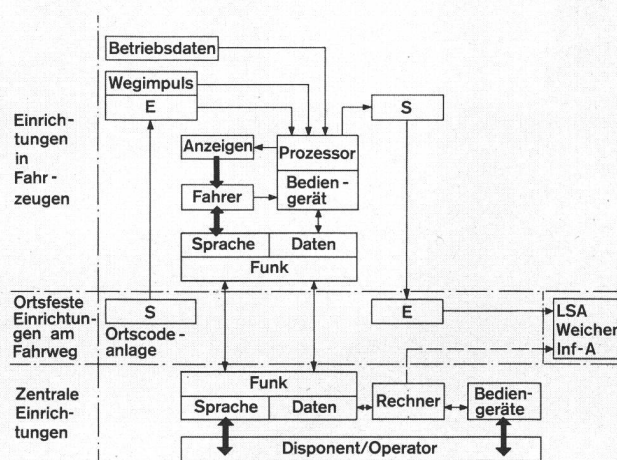 Betriebsdaten
Wegimpuls
E
S
Einrich-
tungen
in
Fahr-
zeugen
Anzeigen
Prozessor
Fahrer
Bedien-
gerät
Sprache
Daten
Funk
Ortsfeste
Einrichtun-
gen am
Fahrweg
S
Ortscode-
anlage
E
LSA
Weichen
Inf-A
Zentrale
Einrich-
tungen
Funk
Sprache
Daten
Rechner
Bedien-
geräte
Disponent/Operator